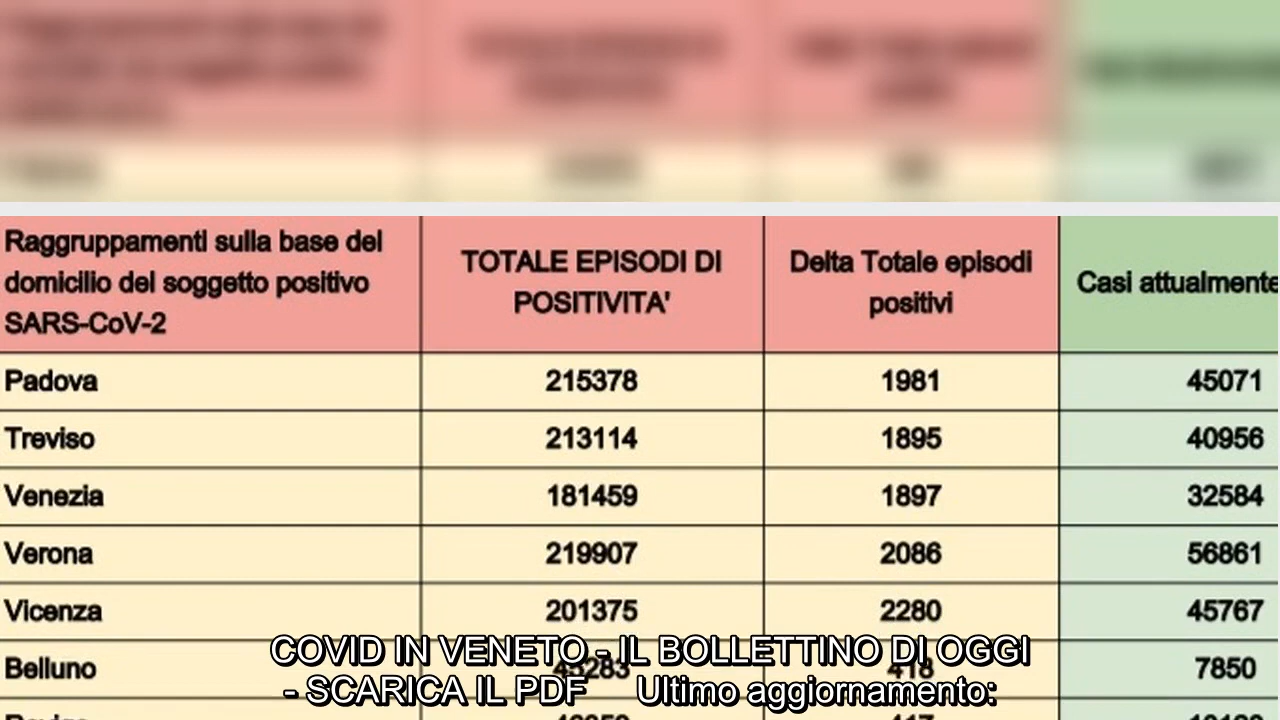 Raggruppamenti sulla base del
domicilio del soggetto positivo
SARS-CoV-2
TOTALE EPISODI DI
POSITIVITA'
Delta Totale episodi
positivi
Casi attualmente
Padova 215378 1981 45071
Treviso 213114 1895 40956
Venezia 181459 1897 32584
Verona 219907 2086 56861
Vicenza 201375 2280 45767
Belluno 45283 418 7850
COVID IN VENETO - IL BOLLETTINO DI OGGI
- SCARICA IL PDF Ultimo aggiornamento: